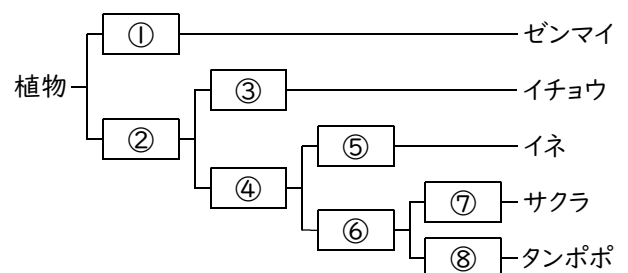 ① ゼンマイ
植物 ③ イチョウ
② ⑤ イネ
④ ⑦ サクラ
⑥ ⑧ タンポポ